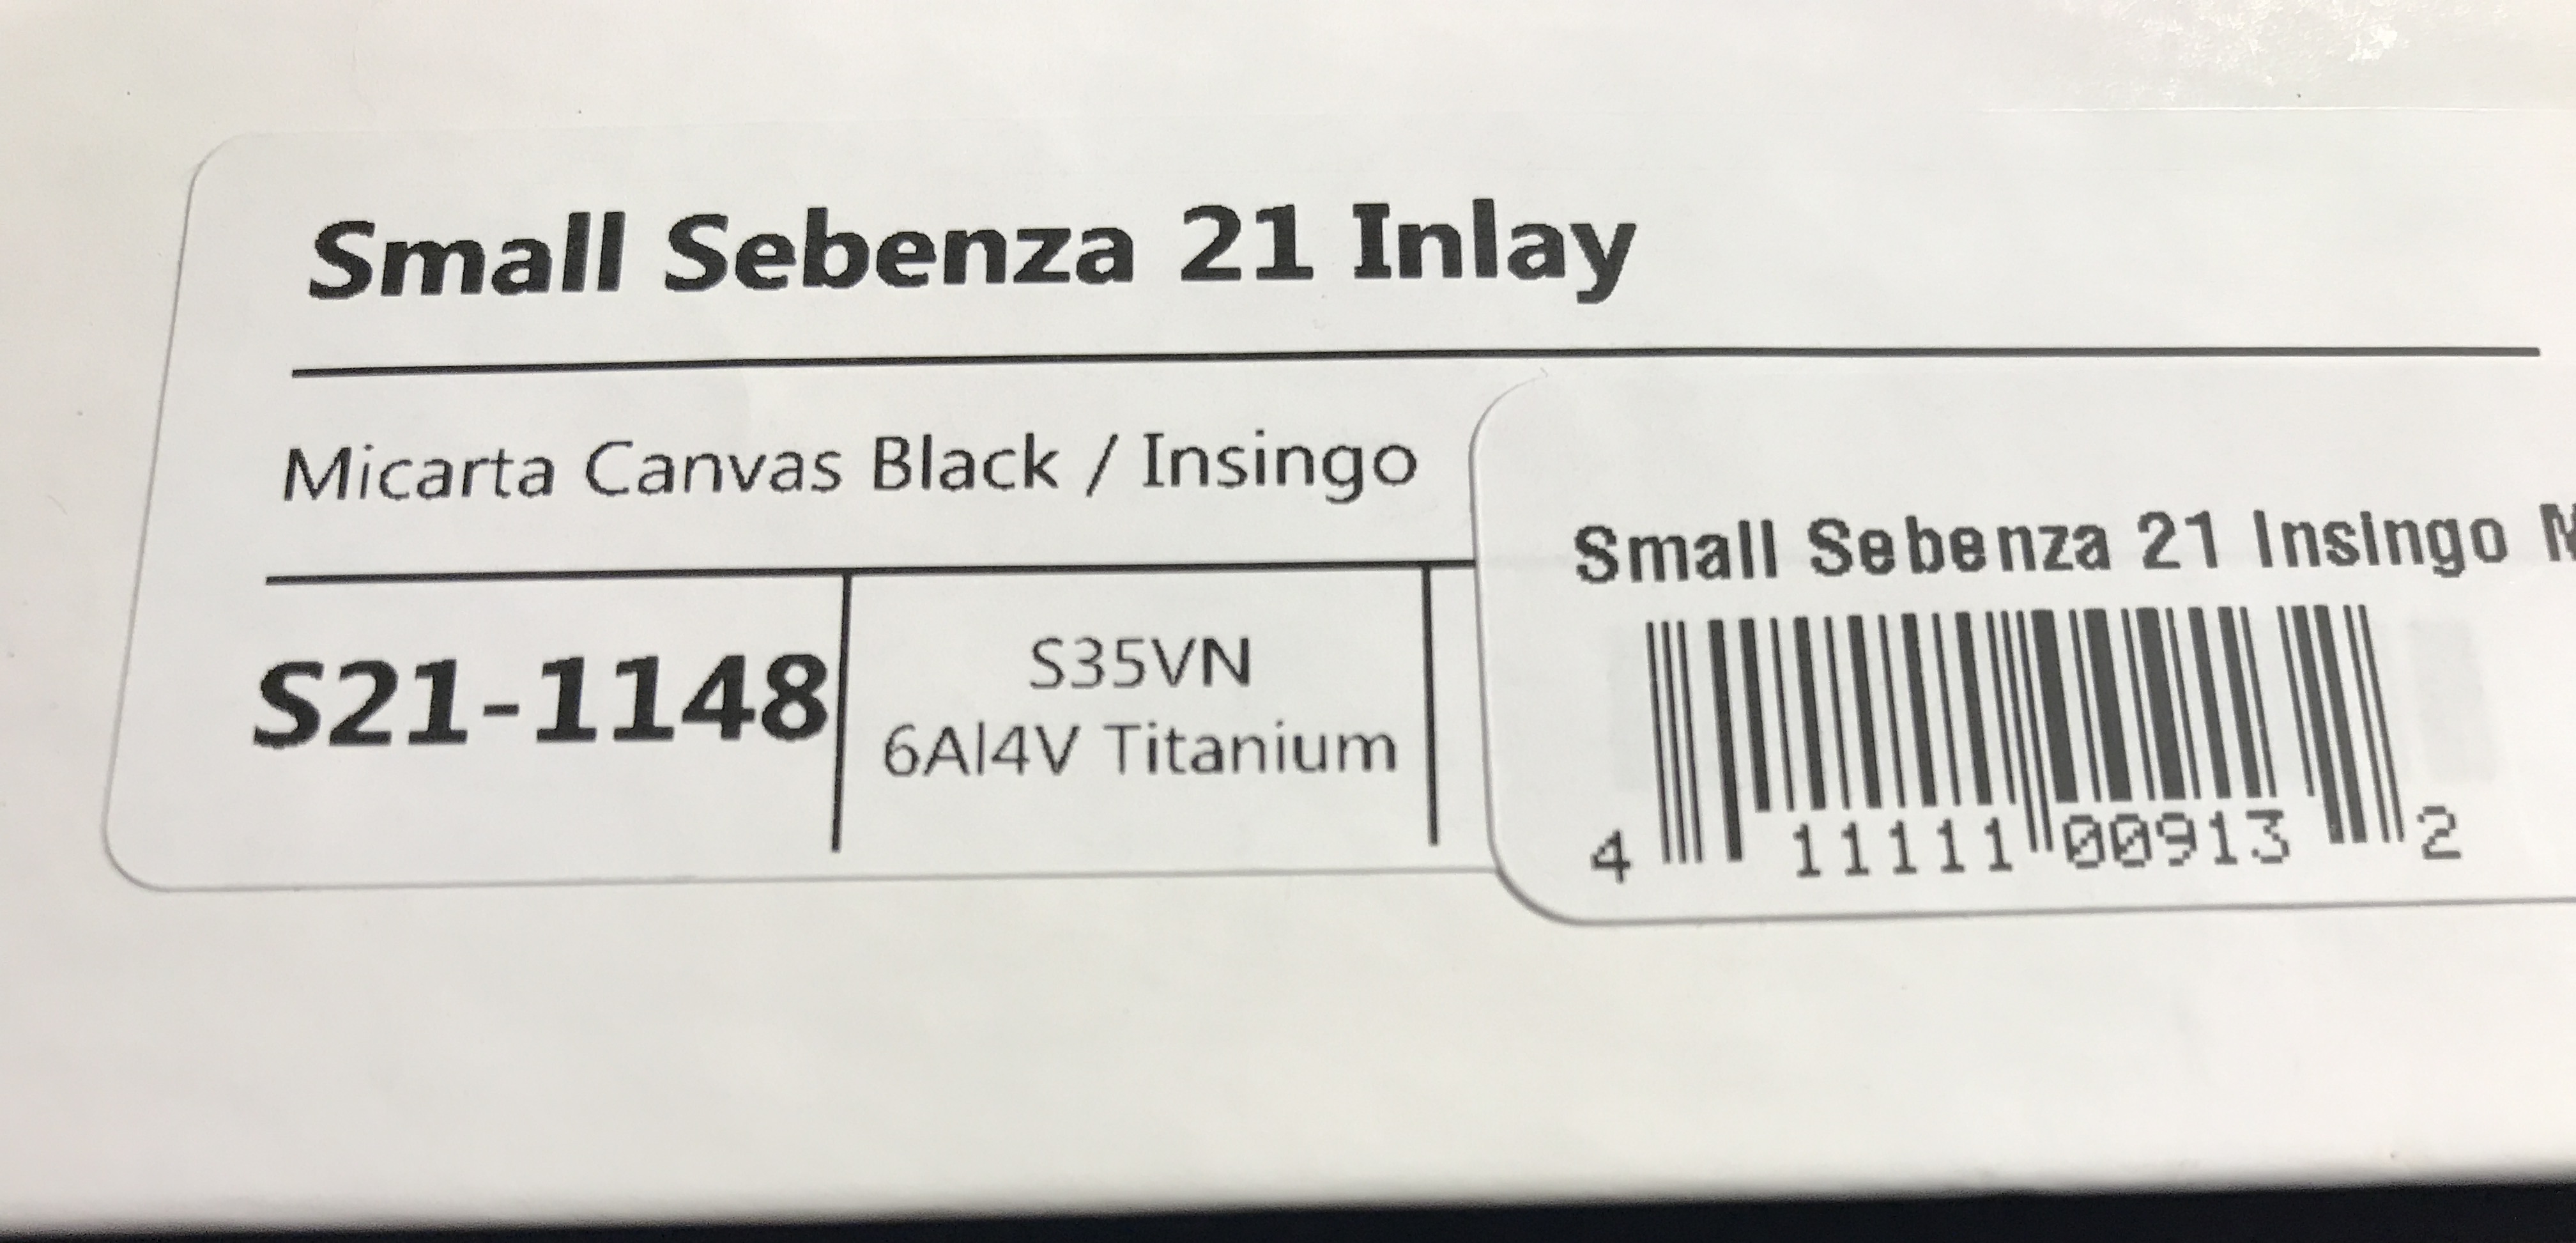 Small Sebenza 21 Inlay
Micarta Canvas Black / Insingo
S21-1148
S35VN
6Al4V Titanium
Small Sebenza 21 Insingo
4 11111 00913 2